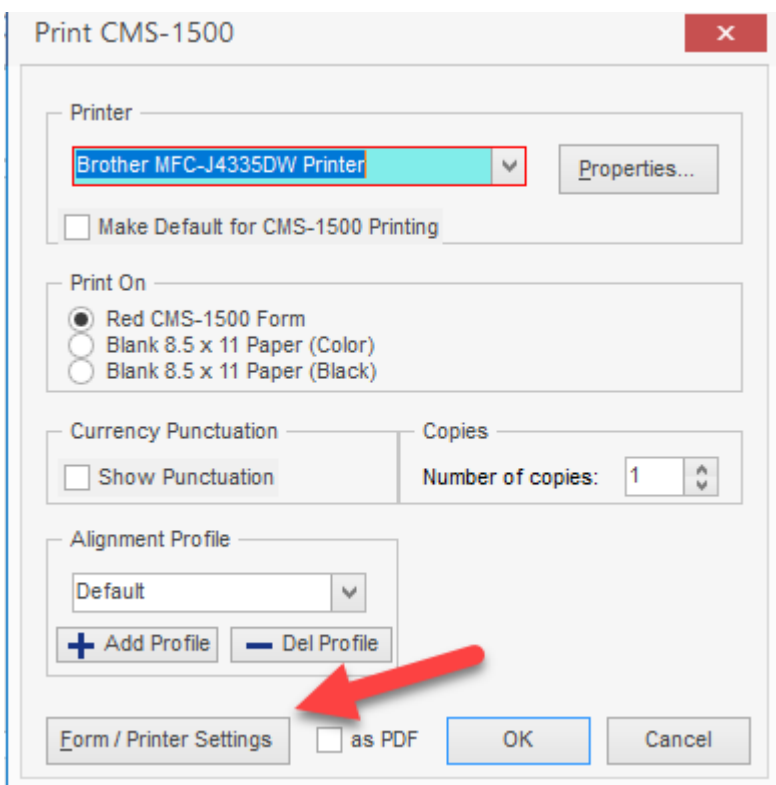 Print CMS-1500
Printer
Brother MFC-J4335DW Printer
Properties...
Make Default for CMS-1500 Printing
Print On
Red CMS-1500 Form
Blank 8.5 x 11 Paper (Color)
Blank 8.5 x 11 Paper (Black)
Currency Punctuation
Show Punctuation
Copies
Number of copies: 1
Alignment Profile
Default
Add Profile
Del Profile
Form / Printer Settings
as PDF
OK
Cancel